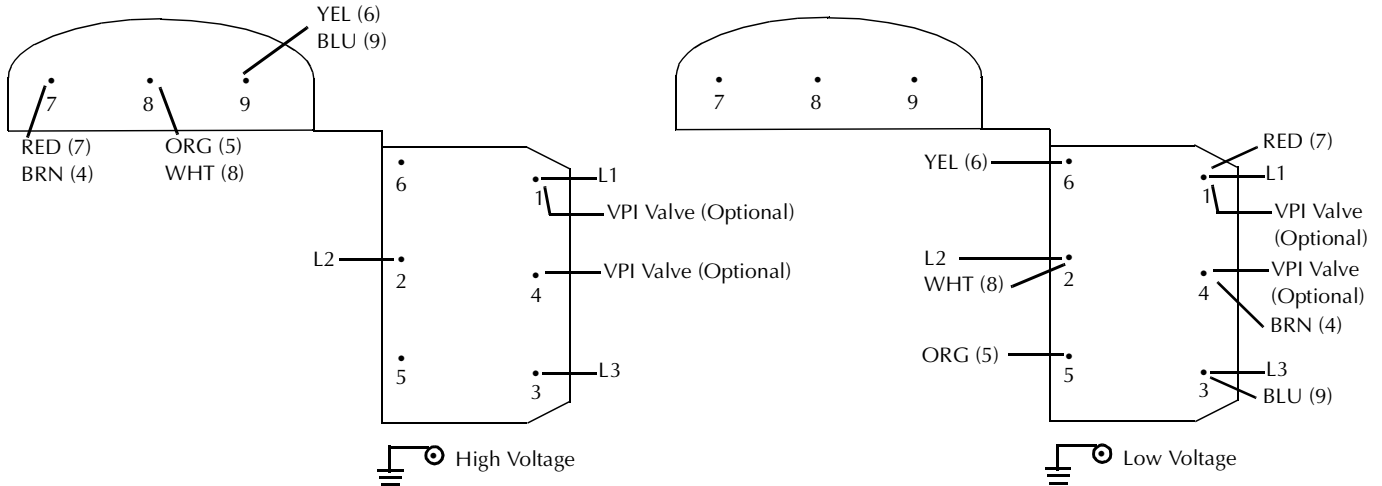 YEL (6)
BLU (9)
7
8
9
RED (7)
BRN (4)
ORG (5)
WHT (8)
6
L1
1
VPI Valve (Optional)
L2
2
VPI Valve (Optional)
4
5
L3
3
High Voltage
7
8
9
RED (7)
YEL (6)
6
L1
1
VPI Valve
(Optional)
L2
WHT (8)
2
VPI Valve
(Optional)
4
BRN (4)
ORG (5)
5
L3
3
BLU (9)
Low Voltage